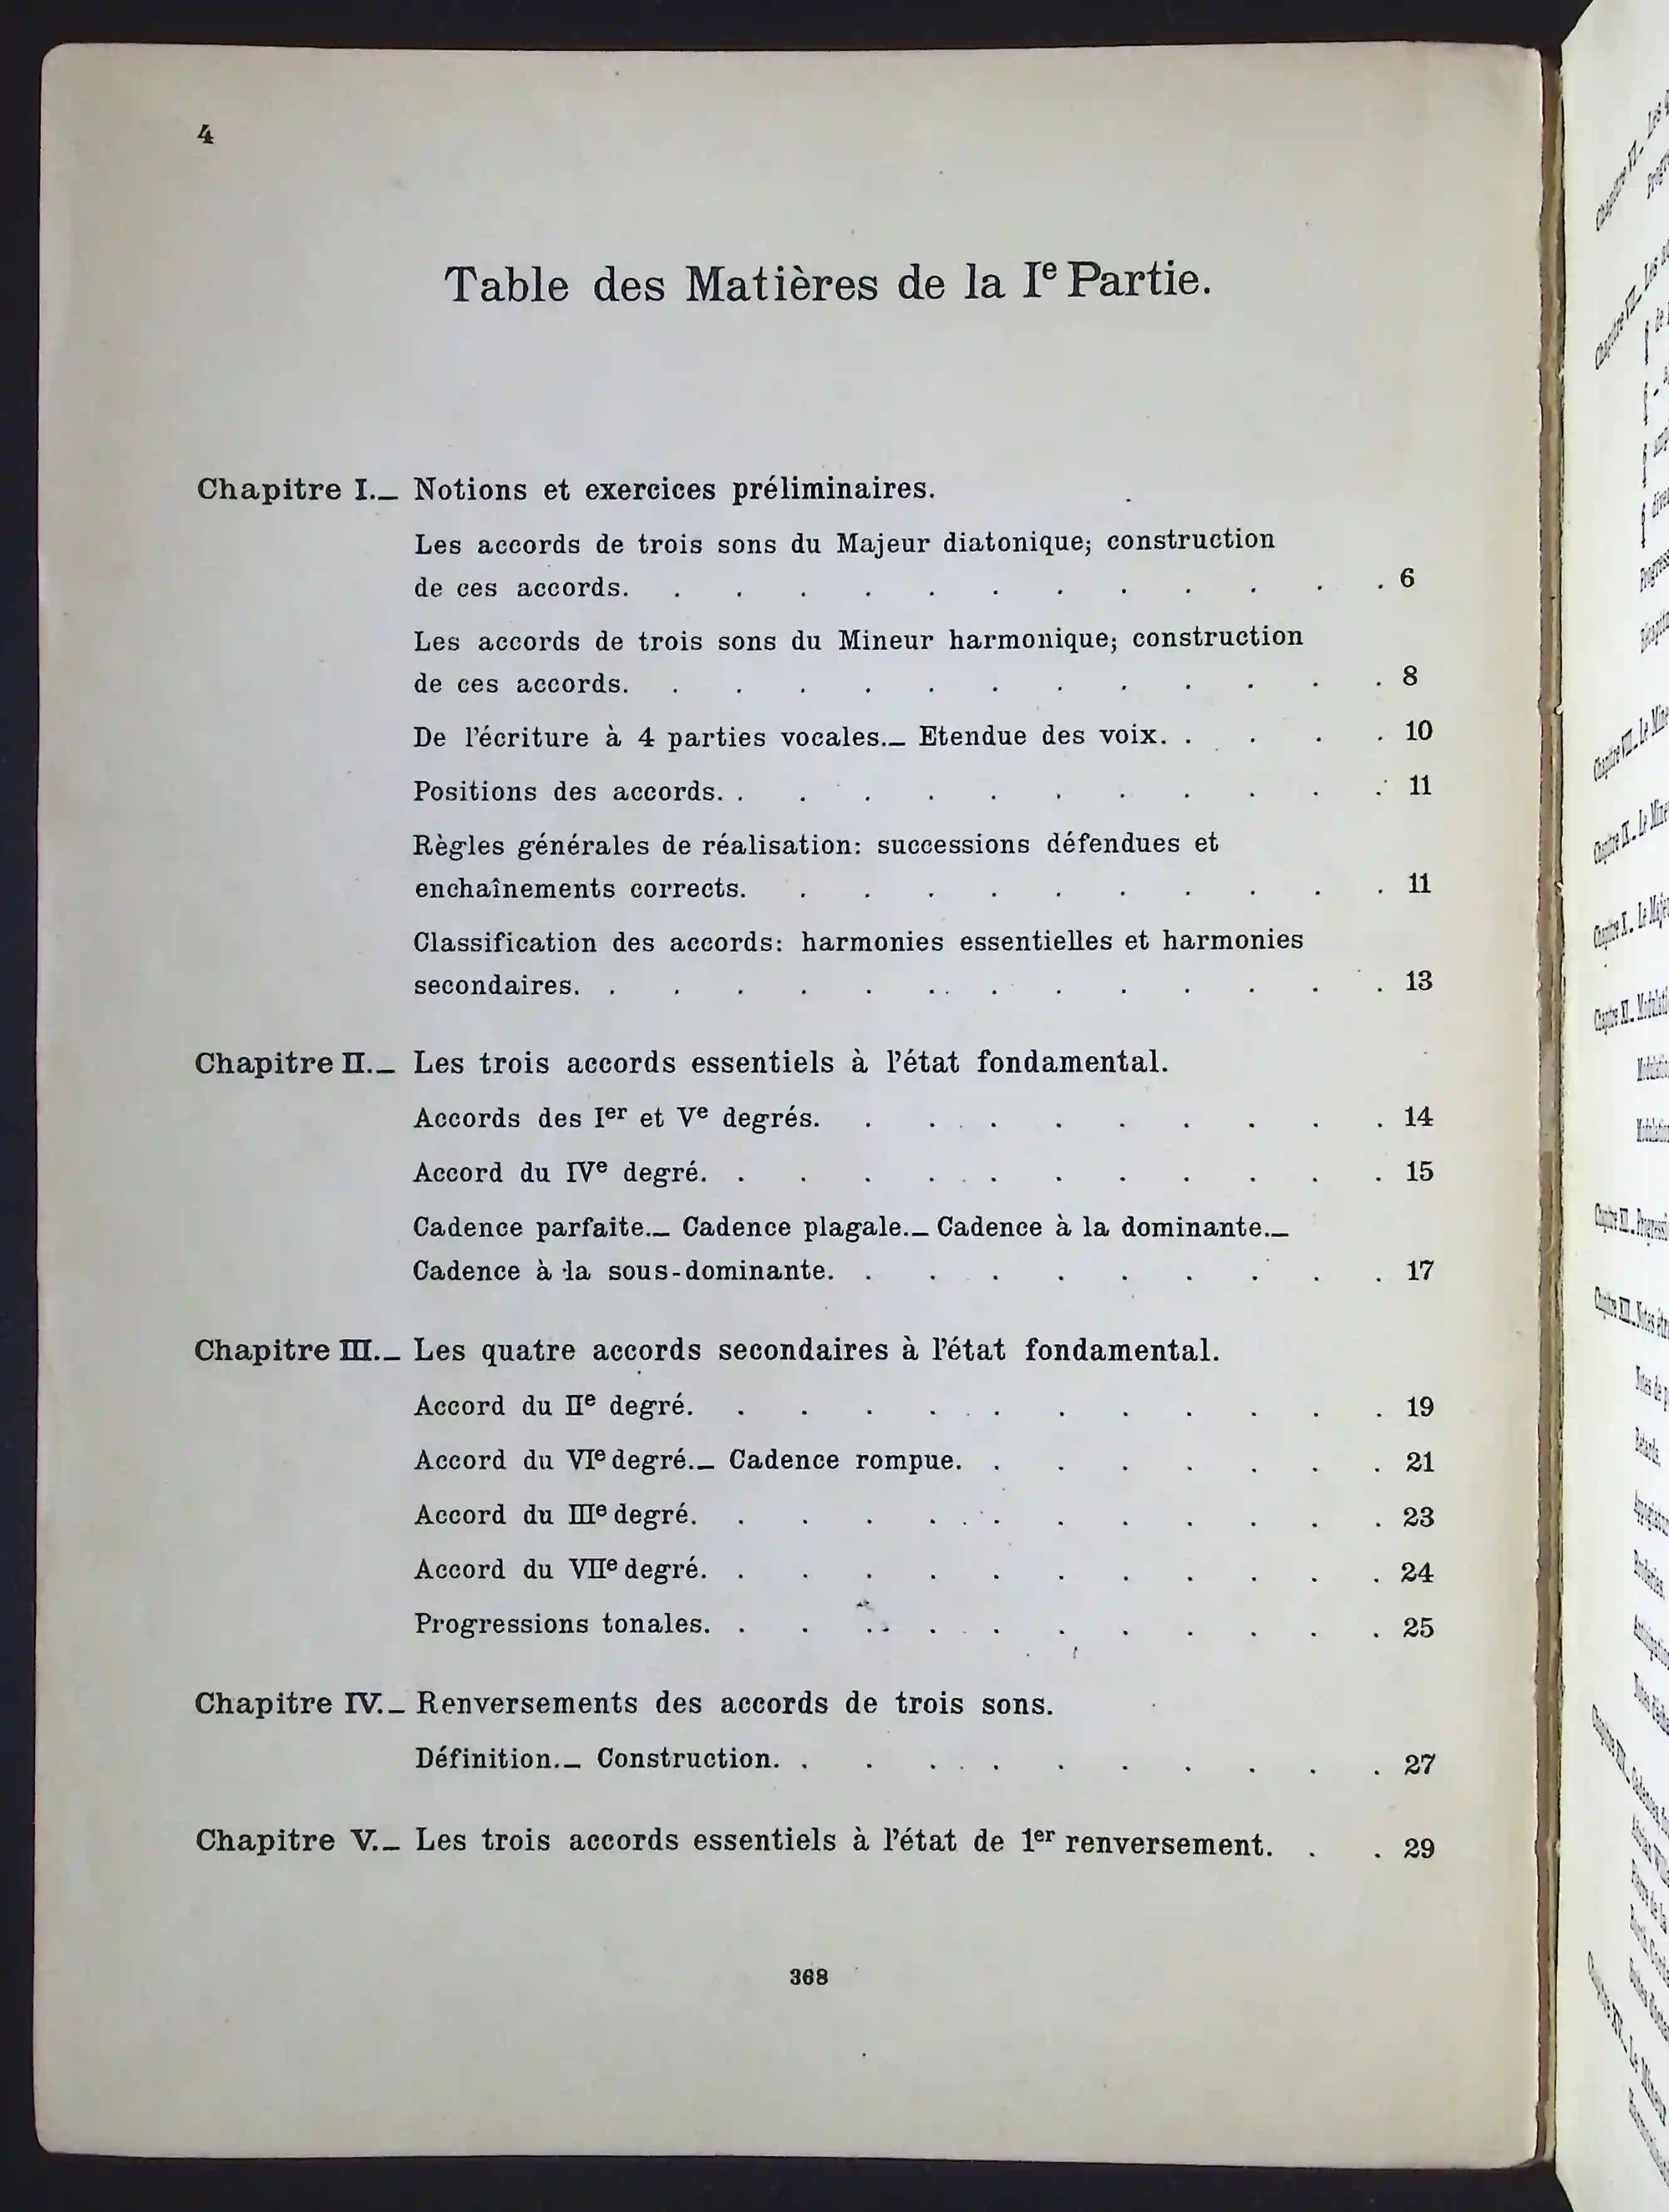 4
Table des Matières de la Ie Partie.
Chapitre I.— Notions et exercices préliminaires.
Les accords de trois sons du Majeur diatonique; construction
de ces accords. . . . . . . . . . . . . 6
Les accords de trois sons du Mineur harmonique; construction
de ces accords. . . . . . . . . . . . . 8
De l'écriture à 4 parties vocales.— Etendue des voix. . . . . 10
Positions des accords. . . . . . . . . . . . 11
Règles générales de réalisation: successions défendues et
enchaînements corrects. . . . . . . . . . . 11
Classification des accords: harmonies essentielles et harmonies
secondaires. . . . . . . . . . . . . . 13
Chapitre II.— Les trois accords essentiels à l'état fondamental.
Accords des Ier et Ve degrés. . . . . . . . . . 14
Accord du IVe degré. . . . . . . . . . . . 15
Cadence parfaite.— Cadence plagale.— Cadence à la dominante.—
Cadence à la sous-dominante. . . . . . . . . . 17
Chapitre III.— Les quatre accords secondaires à l'état fondamental.
Accord du IIe degré. . . . . . . . . . . . 19
Accord du VIe degré.— Cadence rompue. . . . . . . . 21
Accord du IIIe degré. . . . . . . . . . . . 23
Accord du VIIe degré. . . . . . . . . . . . 24
Progressions tonales. . . . . . . . . . . . 25
Chapitre IV.— Renversements des accords de trois sons.
Définition.— Construction. . . . . . . . . . . 27
Chapitre V.— Les trois accords essentiels à l'état de 1er renversement. . . 29
368